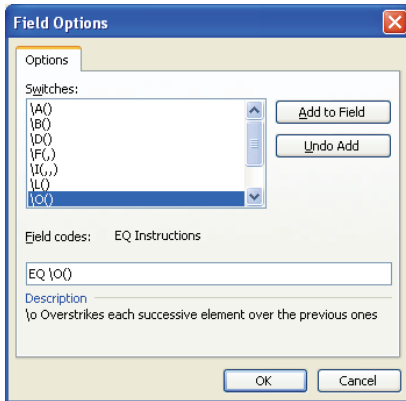 Field Options
Options
Switches:
\A()
\B()
\D()
\F(,)
\I(,,)
\L()
\O()
Add to Field
Undo Add
Field codes: EQ Instructions
EQ \O()
Description
\o Overstrikes each successive element over the previous ones
OK Cancel